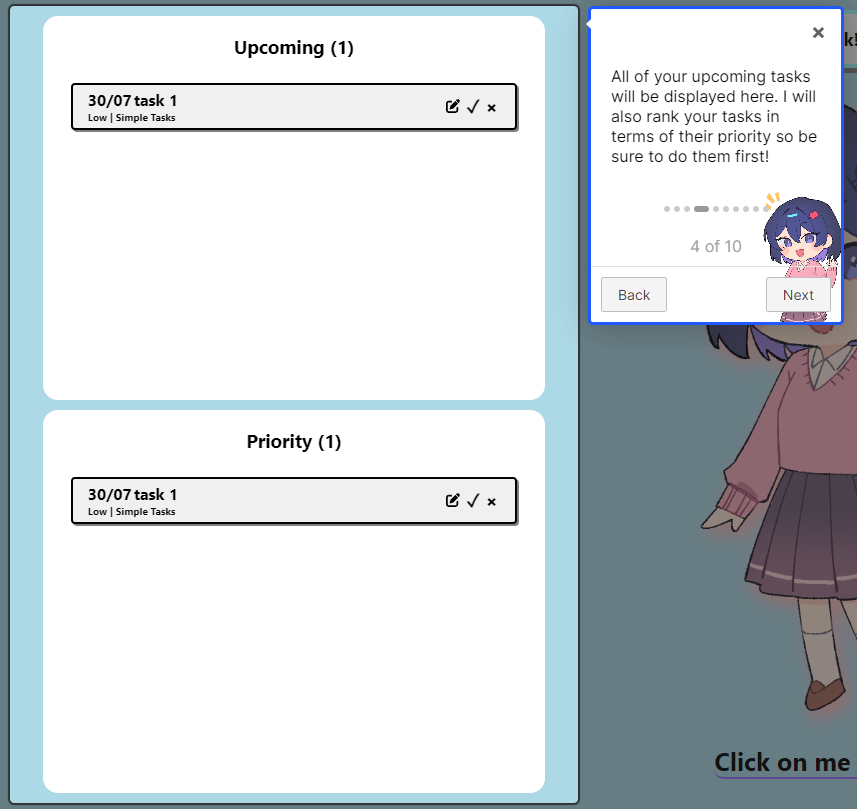 Upcoming (1)
30/07 task 1
Low | Simple Tasks
Priority (1)
30/07 task 1
Low | Simple Tasks
All of your upcoming tasks
will be displayed here. I will
also rank your tasks in
terms of their priority so be
sure to do them first!
4 of 10
Back
Next
Click on me